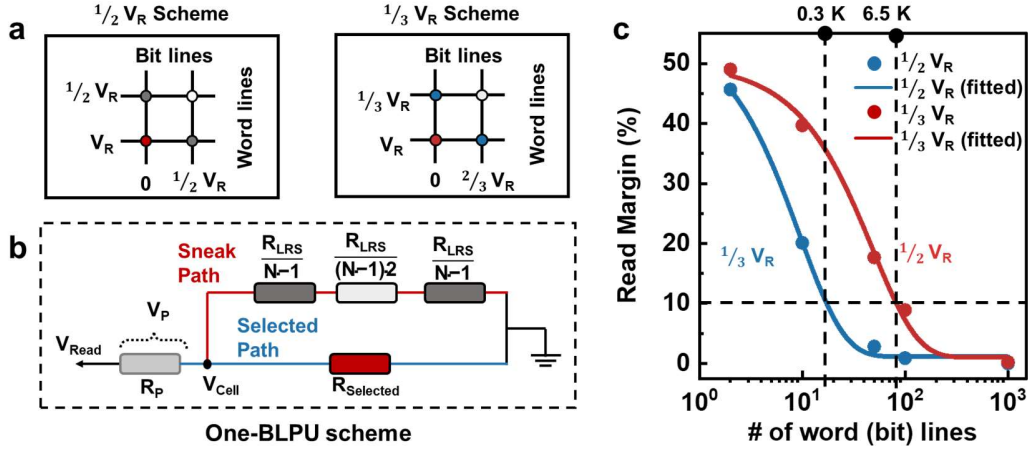 a
½ V_R Scheme
Bit lines
½ V_R
V_R
0
½ V_R
Word lines
⅓ V_R Scheme
Bit lines
⅓ V_R
V_R
0
⅔ V_R
Word lines
b
Sneak
Path
R_LRS
N-1
R_LRS
(N-1)^2
R_LRS
N-1
V_P
V_Read
Selected
Path
R_P
V_Cell
R_Selected
One-BLPU scheme
c
0.3 K
6.5 K
½ V_R
½ V_R (fitted)
⅓ V_R
⅓ V_R (fitted)
⅓ V_R
½ V_R
Read Margin (%)
50
40
30
20
10
0
10^0
10^1
10^2
10^3
# of word (bit) lines